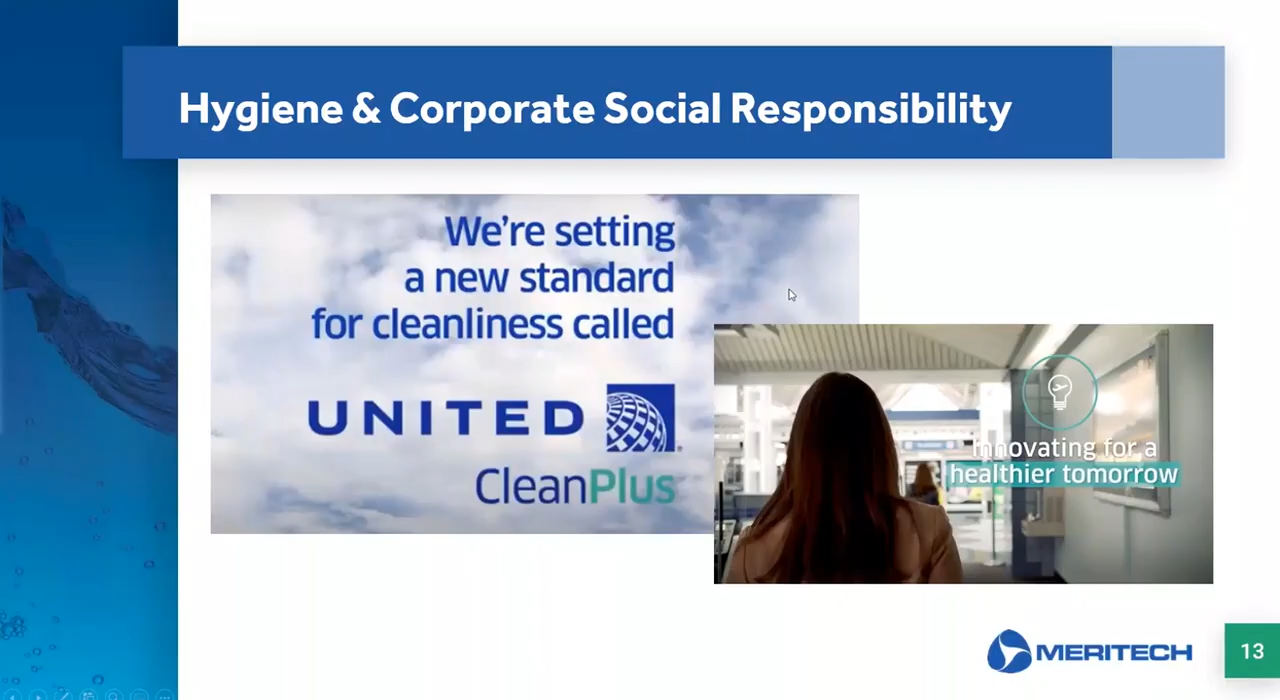 Hygiene & Corporate Social Responsibility
We're setting
a new standard
for cleanliness called
UNITED
CleanPlus
Innovating for a
healthier tomorrow
MERITECH
13